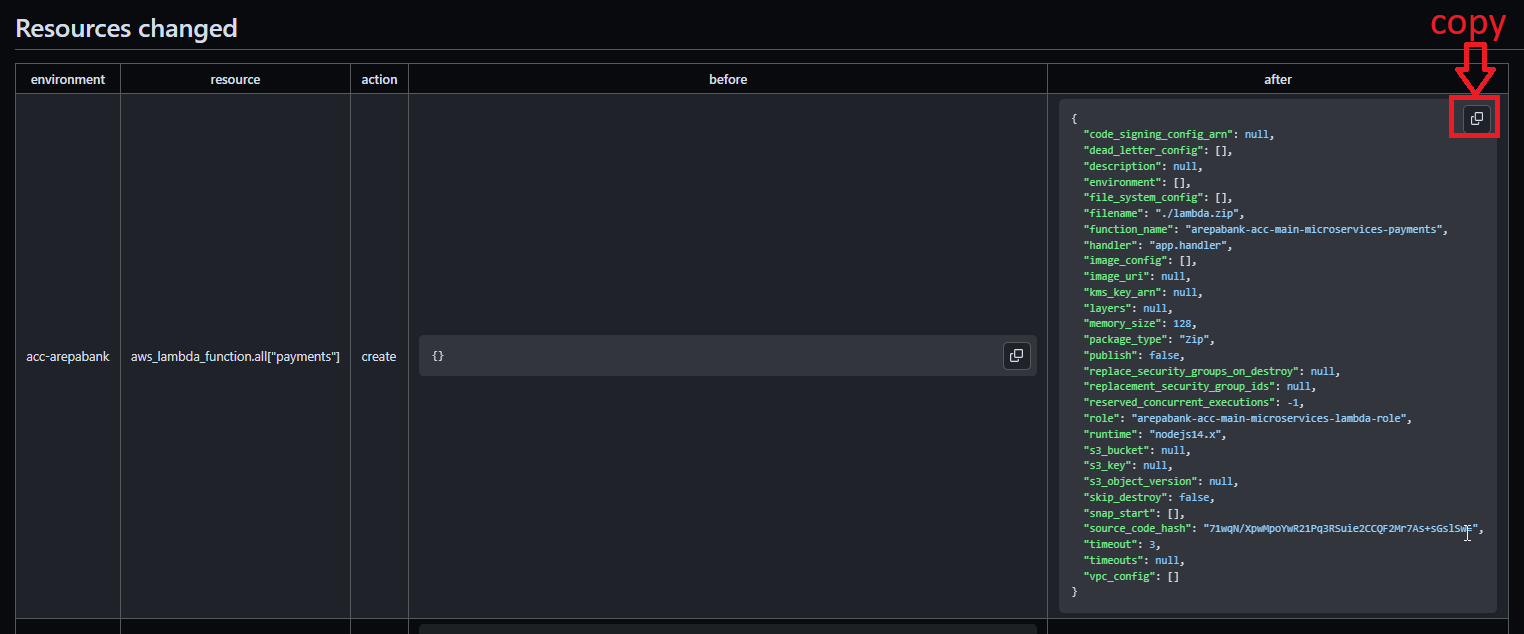 Resources changed
copy
environment resource action before after
acc-arepabank aws_lambda_function.all["payments"] create {}
{
"code_signing_config_arn": null,
"dead_letter_config": [],
"description": null,
"environment": [],
"file_system_config": [],
"filename": "./lambda.zip",
"function_name": "arepabank-acc-main-microservices-payments",
"handler": "app.handler",
"image_config": [],
"image_uri": null,
"kms_key_arn": null,
"layers": null,
"memory_size": 128,
"package_type": "Zip",
"publish": false,
"replace_security_groups_on_destroy": null,
"replacement_security_group_ids": null,
"reserved_concurrent_executions": -1,
"role": "arepabank-acc-main-microservices-lambda-role",
"runtime": "nodejs14.x",
"s3_bucket": null,
"s3_key": null,
"s3_object_version": null,
"skip_destroy": false,
"snap_start": [],
"source_code_hash":
"timeout": 3,
"timeouts": null,
"vpc_config": []
}